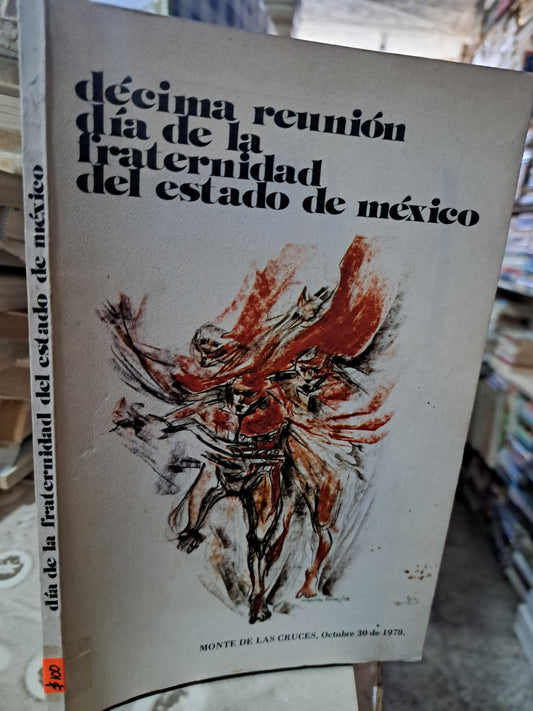 décima reunión
día de la
fraternidad
del estado de méxico
MONTE DE LAS CRUCES, Octubre 30 de 1978.
día de la fraternidad del estado de méxico
$100